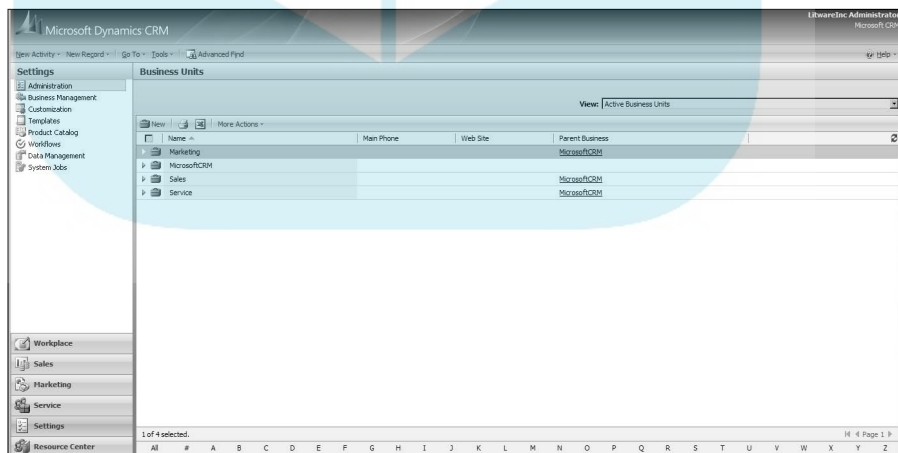 Microsoft Dynamics CRM
LitwareInc Administrator
Microsoft CRM
New Activity New Record Go To Tools Advanced Find Help
Settings
Administration
Business Management
Customization
Templates
Product Catalog
Workflows
Data Management
System Jobs
Business Units
View: Active Business Units
New More Actions
Name Main Phone Web Site Parent Business
Marketing MicrosoftCRM
MicrosoftCRM
Sales MicrosoftCRM
Service MicrosoftCRM
Workplace
Sales
Marketing
Service
Settings
Resource Center
1 of 4 selected. Page 1
All # A B C D E F G H I J K L M N O P Q R S T U V W X Y Z